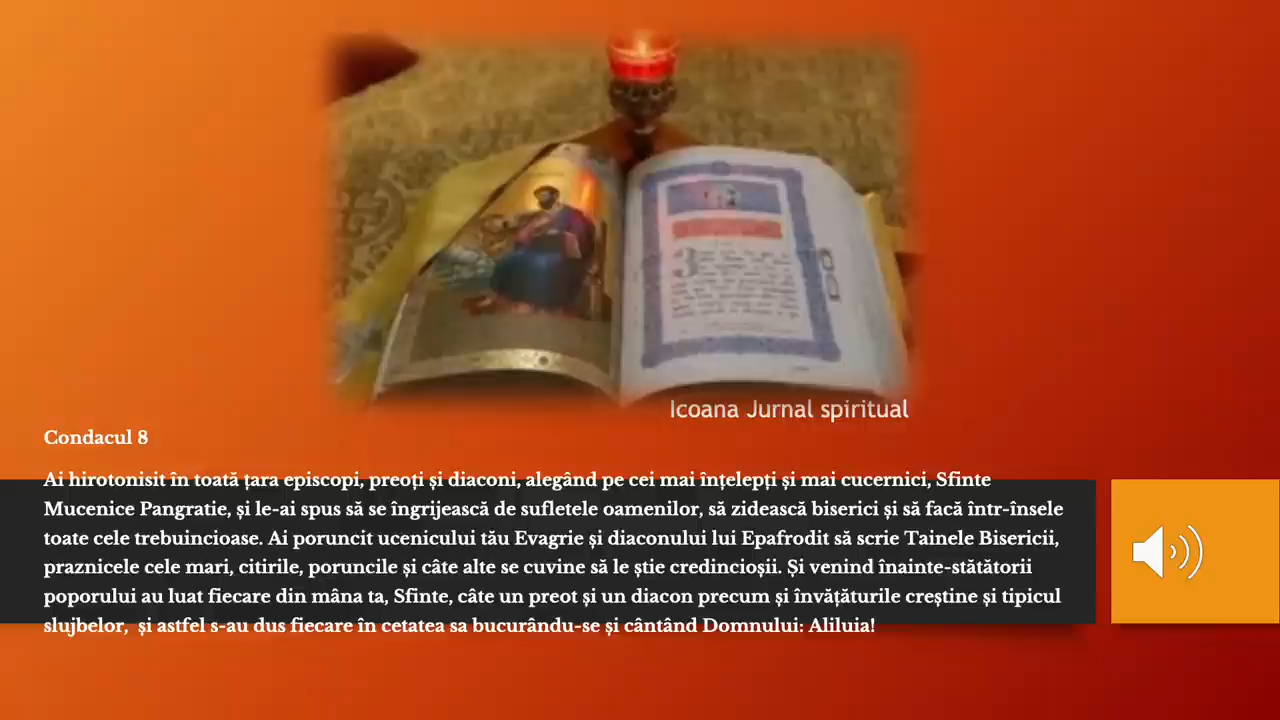 Icoana Jurnal spiritual
Condacul 8
Ai hirotonisit în toată țara episcopi, preoți și diaconi, alegând pe cei mai înțelepți și mai cucernici, Sfinte
Mucenice Pangratie, și le-ai spus să se îngrijească de sufletele oamenilor, să zidească biserici și să facă într-însele
toate cele trebuincioase. Ai poruncit ucenicului tău Evagrie și diaconului lui Epafrodit să scrie Tainele Bisericii,
praznicele cele mari, citirile, poruncile și câte alte se cuvine să le știe credincioșii. Și venind înainte-stătătorii
poporului au luat fiecare din mâna ta, Sfinte, câte un preot și un diacon precum și învățăturile creștine și tipicul
slujbelor,  și astfel s-au dus fiecare în cetatea sa bucurându-se și cântând Domnului: Aliluia!